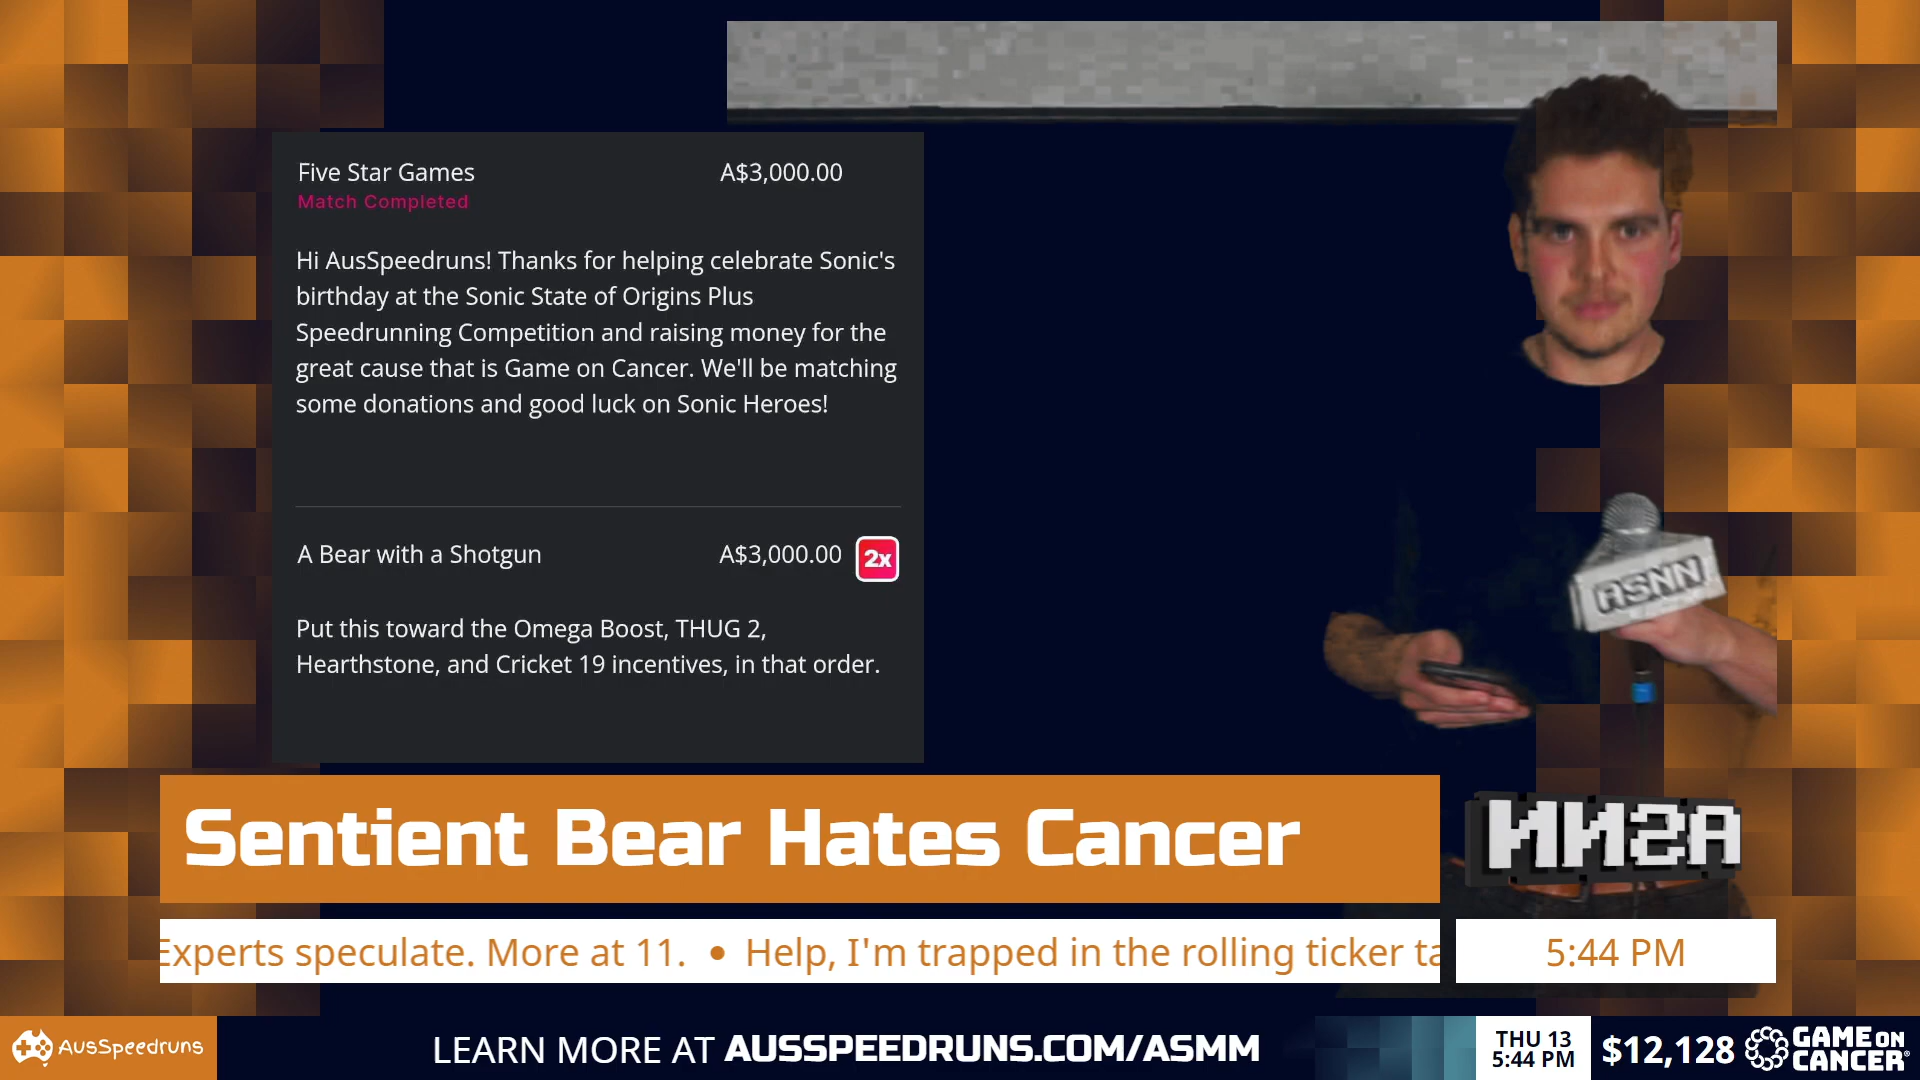 Five Star Games A$3,000.00
Match Completed
Hi AusSpeedruns! Thanks for helping celebrate Sonic's
birthday at the Sonic State of Origins Plus
Speedrunning Competition and raising money for the
great cause that is Game on Cancer. We'll be matching
some donations and good luck on Sonic Heroes!
A Bear with a Shotgun A$3,000.00 2x
Put this toward the Omega Boost, THUG 2,
Hearthstone, and Cricket 19 incentives, in that order.
ASNN
Sentient Bear Hates Cancer
ASNN
Experts speculate. More at 11. • Help, I'm trapped in the rolling ticker ta
5:44 PM
AusSpeedruns
LEARN MORE AT AUSSPEEDRUNS.COM/ASMM
THU 13
5:44 PM
$12,128
GAME ON
CANCER